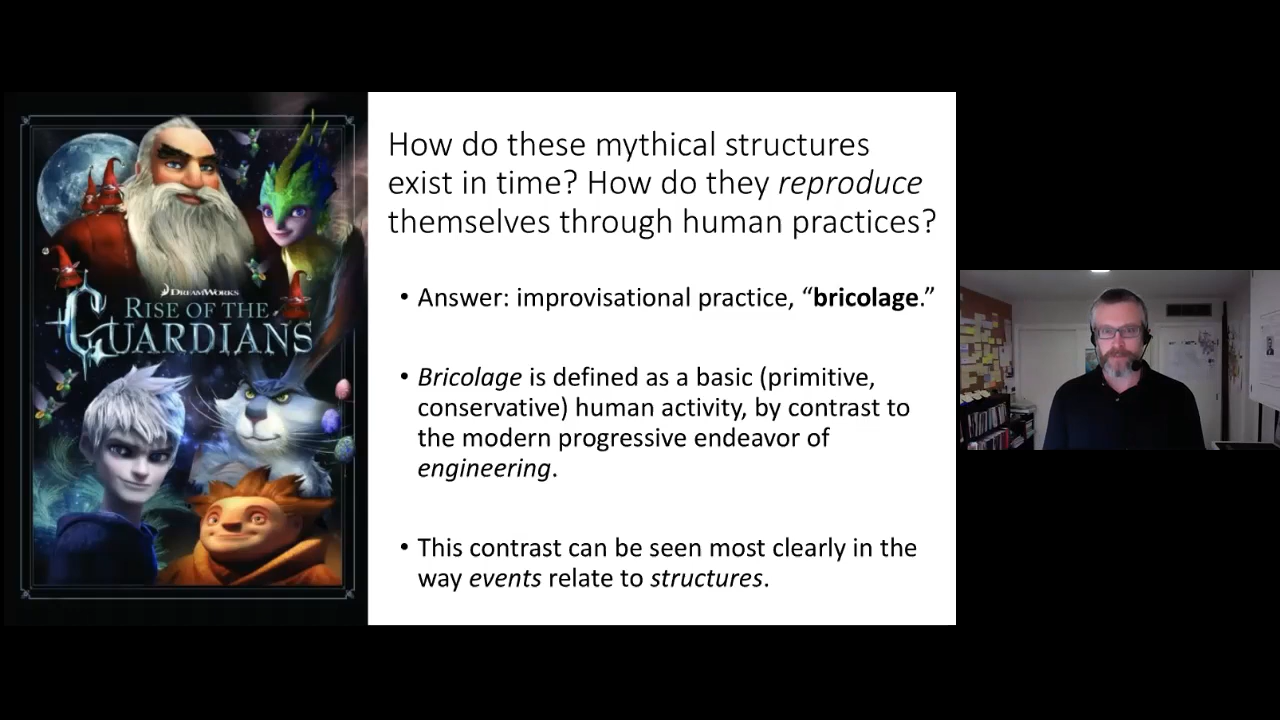 DREAMWORKS
RISE OF THE
GUARDIANS
How do these mythical structures
exist in time? How do they reproduce
themselves through human practices?
• Answer: improvisational practice, “bricolage.”
• Bricolage is defined as a basic (primitive,
conservative) human activity, by contrast to
the modern progressive endeavor of
engineering.
• This contrast can be seen most clearly in the
way events relate to structures.